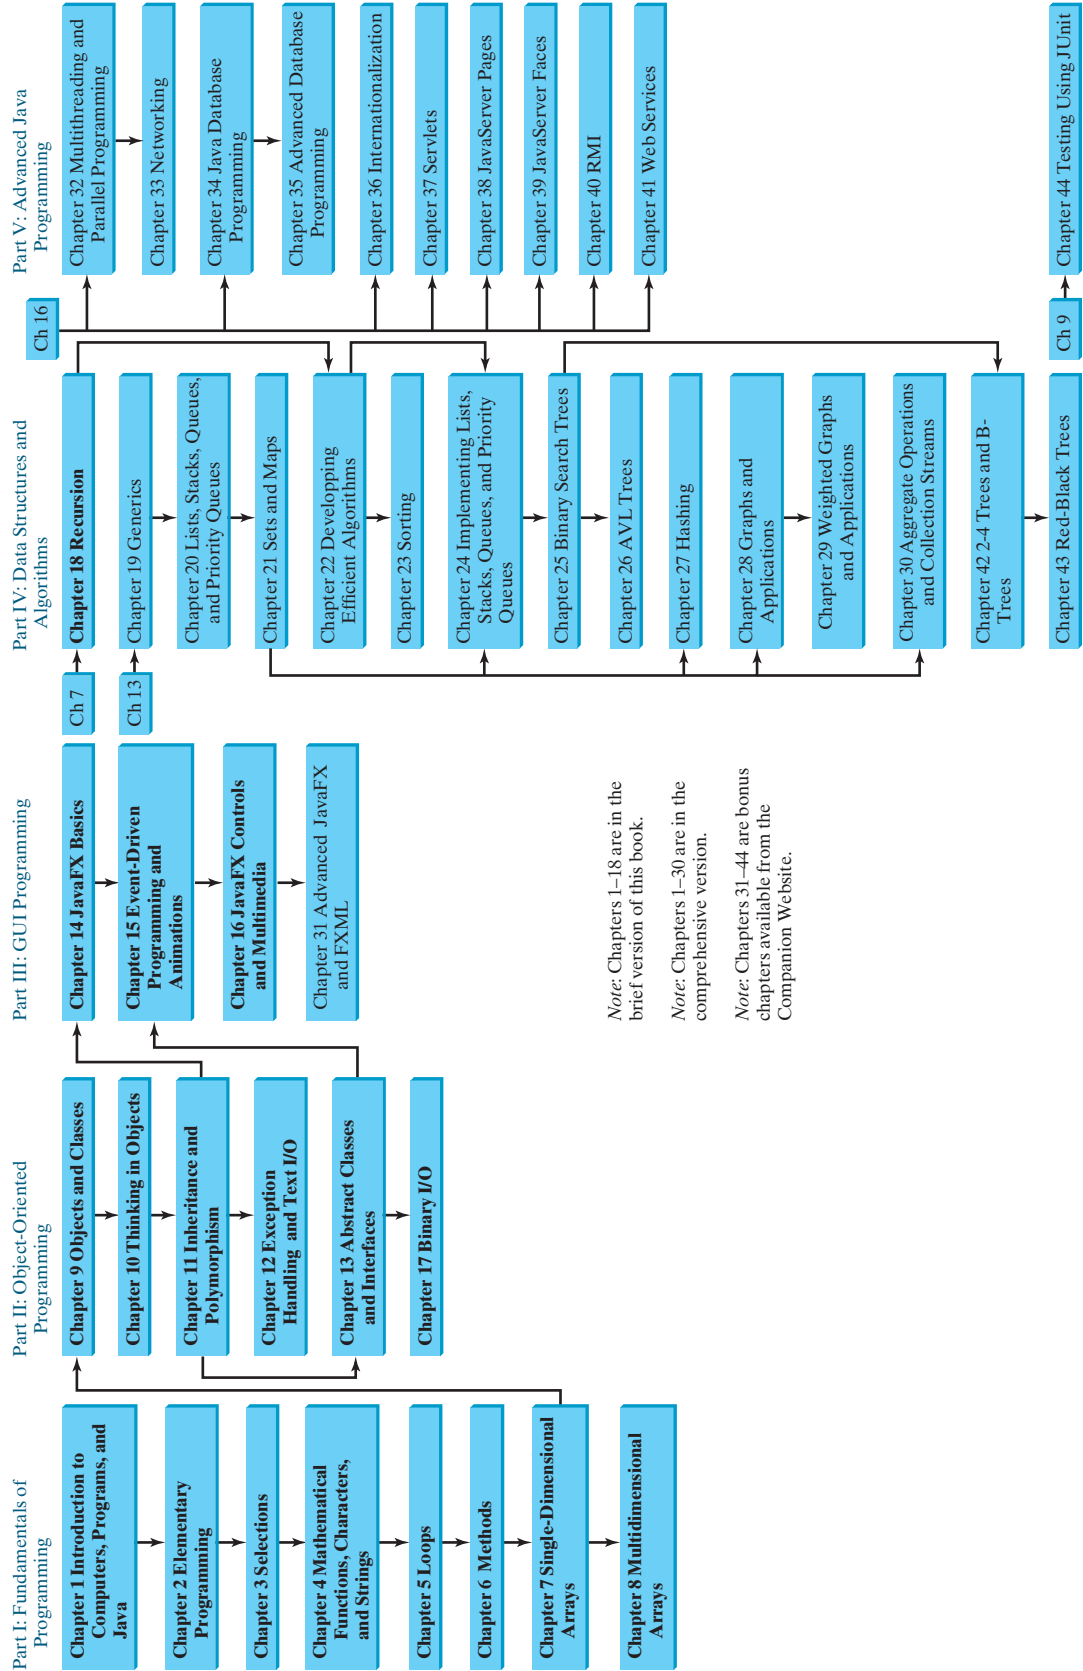 Part I: Fundamentals of
Programming
Chapter 1 Introduction to
Computers, Programs, and
Java
Chapter 2 Elementary
Programming
Chapter 3 Selections
Chapter 4 Mathematical
Functions, Characters,
and Strings
Chapter 5 Loops
Chapter 6 Methods
Chapter 7 Single-Dimensional
Arrays
Chapter 8 Multidimensional
Arrays
Part II: Object-Oriented
Programming
Chapter 9 Objects and Classes
Chapter 10 Thinking in Objects
Chapter 11 Inheritance and
Polymorphism
Chapter 12 Exception
Handling and Text I/O
Chapter 13 Abstract Classes
and Interfaces
Chapter 17 Binary I/O
Part III: GUI Programming
Chapter 14 JavaFX Basics
Chapter 15 Event-Driven
Programming and
Animations
Chapter 16 JavaFX Controls
and Multimedia
Chapter 31 Advanced JavaFX
and FXML
Note: Chapters 1–18 are in the
brief version of this book.
Note: Chapters 1–30 are in the
comprehensive version.
Note: Chapters 31–44 are bonus
chapters available from the
Companion Website.
Part IV: Data Structures and
Algorithms
Ch 7
Chapter 18 Recursion
Ch 13
Chapter 19 Generics
Chapter 20 Lists, Stacks, Queues,
and Priority Queues
Chapter 21 Sets and Maps
Chapter 22 Developping
Efficient Algorithms
Chapter 23 Sorting
Chapter 24 Implementing Lists,
Stacks, Queues, and Priority
Queues
Chapter 25 Binary Search Trees
Chapter 26 AVL Trees
Chapter 27 Hashing
Chapter 28 Graphs and
Applications
Chapter 29 Weighted Graphs
and Applications
Chapter 30 Aggregate Operations
and Collection Streams
Chapter 42 2-4 Trees and B-
Trees
Chapter 43 Red-Black Trees
Part V: Advanced Java
Programming
Ch 16
Chapter 32 Multithreading and
Parallel Programming
Chapter 33 Networking
Chapter 34 Java Database
Programming
Chapter 35 Advanced Database
Programming
Chapter 36 Internationalization
Chapter 37 Servlets
Chapter 38 JavaServer Pages
Chapter 39 JavaServer Faces
Chapter 40 RMI
Chapter 41 Web Services
Ch 9
Chapter 44 Testing Using JUnit